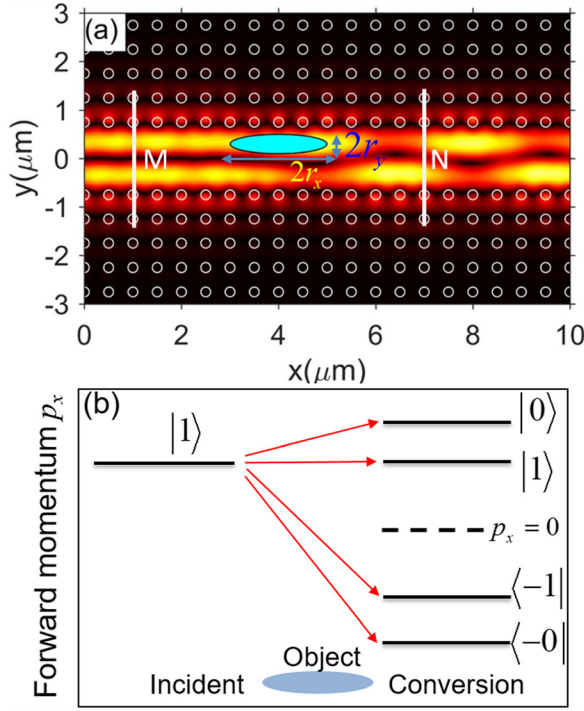 (a)
3
2
1
0
-1
-2
-3
y(μm)
M
N
2r_x
2r_y
0
2
4
6
8
10
x(μm)
(b)
Forward momentum p_x
|1⟩
|0⟩
|1⟩
p_x = 0
⟨−1|
⟨−0|
Object
Incident
Conversion